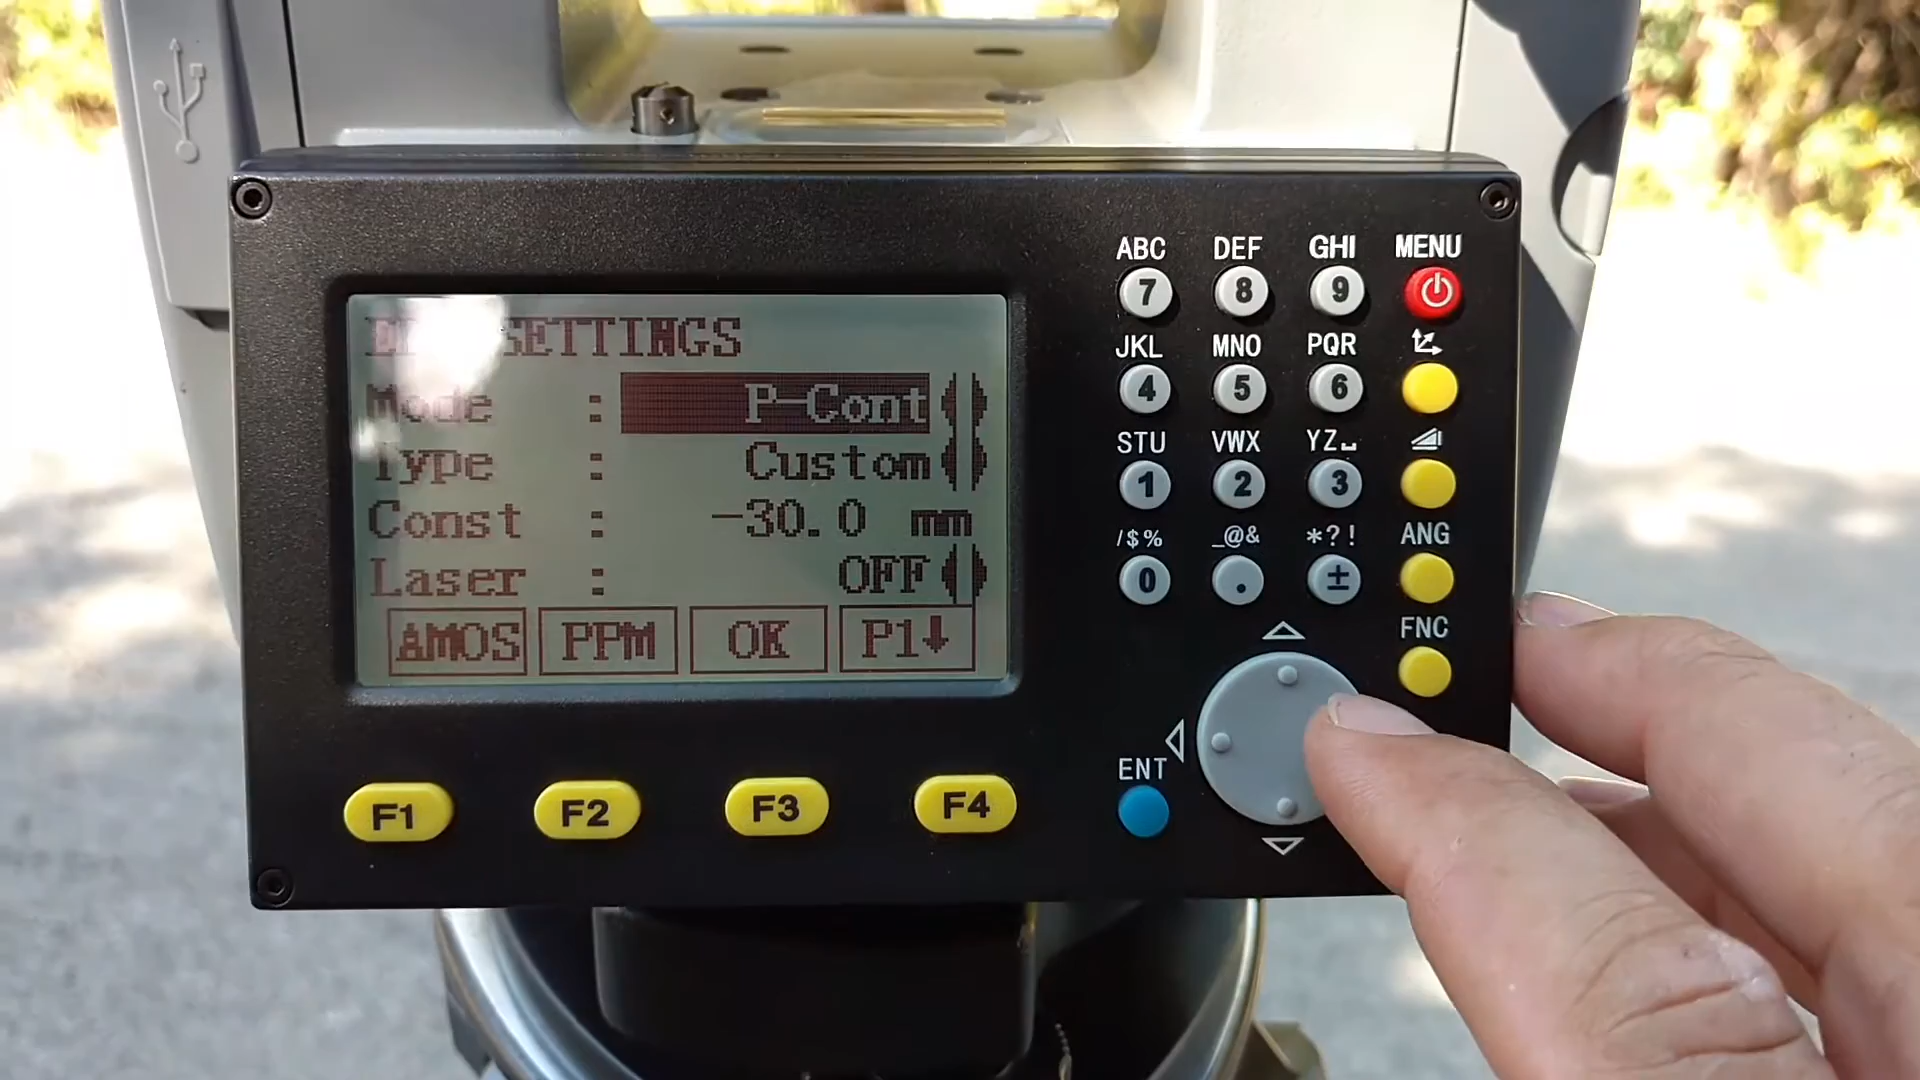 SETTINGS
Mode : P-Cont
Type : Custom
Const : -30.0 mm
Laser : OFF
AMOS PPM OK P1↓
F1 F2 F3 F4
ABC DEF GHI MENU
7 8 9
JKL MNO PQR
4 5 6
STU VWX YZ␣
1 2 3
/$% _@& *?! ANG
0 . ±
FNC
ENT